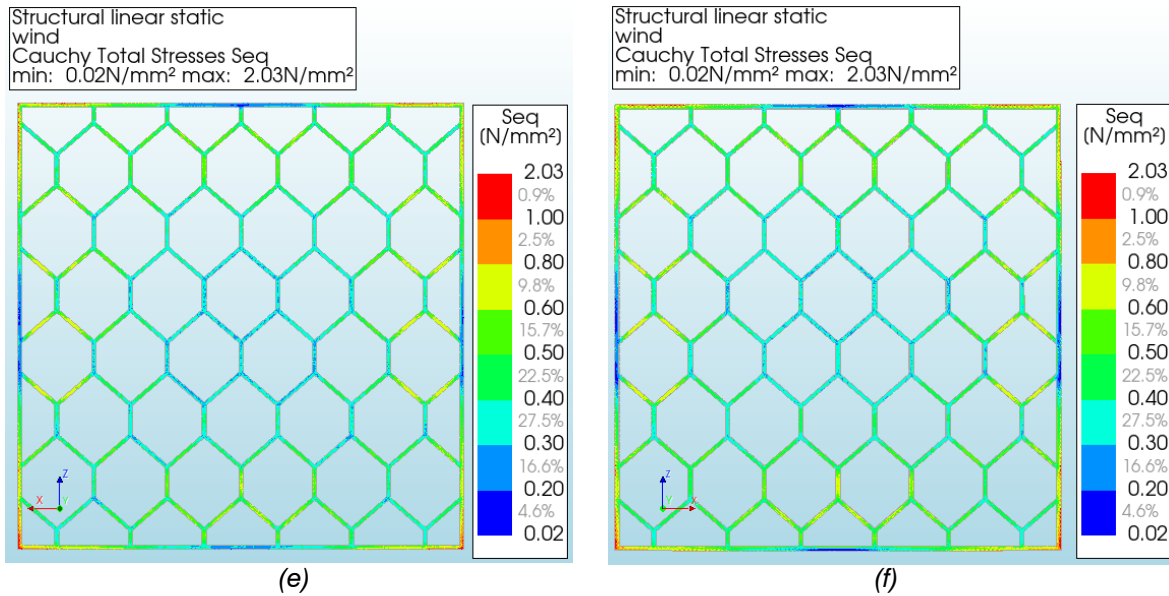 Structural linear static
wind
Cauchy Total Stresses Seq
min: 0.02N/mm² max: 2.03N/mm²
Seq
[N/mm²]
2.03
0.9%
1.00
2.5%
0.80
9.8%
0.60
15.7%
0.50
22.5%
0.40
27.5%
0.30
16.6%
0.20
4.6%
0.02
Z
X
Y
(e)
Structural linear static
wind
Cauchy Total Stresses Seq
min: 0.02N/mm² max: 2.03N/mm²
Seq
[N/mm²]
2.03
0.9%
1.00
2.5%
0.80
9.8%
0.60
15.7%
0.50
22.5%
0.40
27.5%
0.30
16.6%
0.20
4.6%
0.02
Z
Y
X
(f)